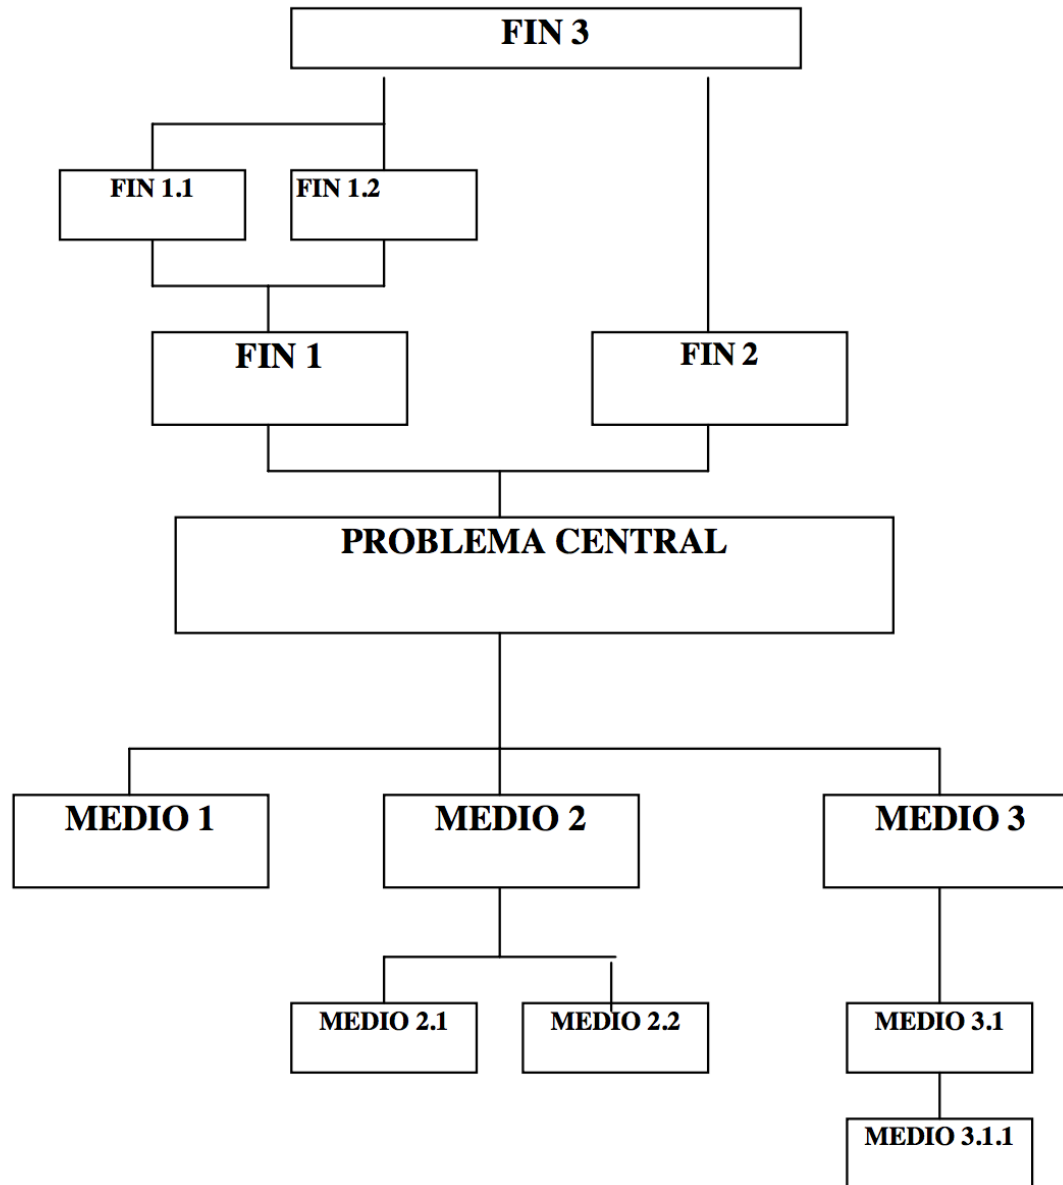 FIN 3
FIN 1.1
FIN 1.2
FIN 1
FIN 2
PROBLEMA CENTRAL
MEDIO 1
MEDIO 2
MEDIO 3
MEDIO 2.1
MEDIO 2.2
MEDIO 3.1
MEDIO 3.1.1